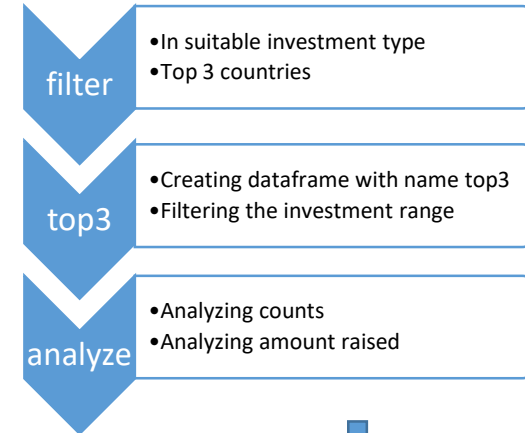 filter
•In suitable investment type
•Top 3 countries
top3
•Creating dataframe with name top3
•Filtering the investment range
analyze
•Analyzing counts
•Analyzing amount raised